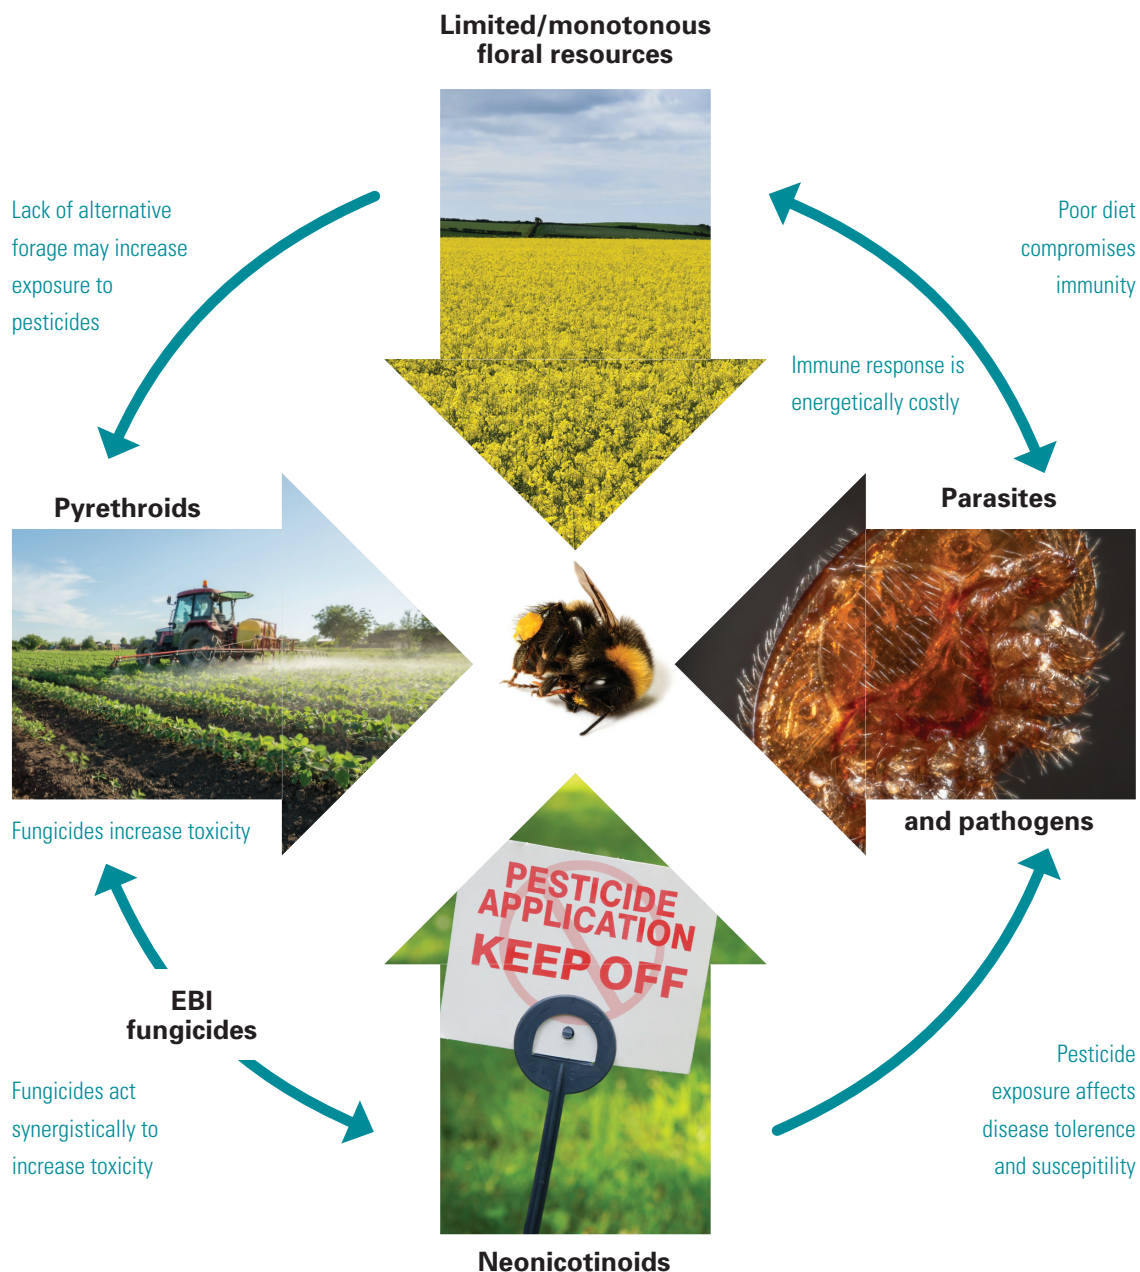 Limited/monotonous
floral resources
Lack of alternative
forage may increase
exposure to
pesticides
Poor diet
compromises
immunity
Immune response is
energetically costly
Pyrethroids
Parasites
Fungicides increase toxicity
and pathogens
PESTICIDE
APPLICATION
KEEP OFF
EBI
fungicides
Fungicides act
synergistically to
increase toxicity
Pesticide
exposure affects
disease tolerence
and suscepitility
Neonicotinoids